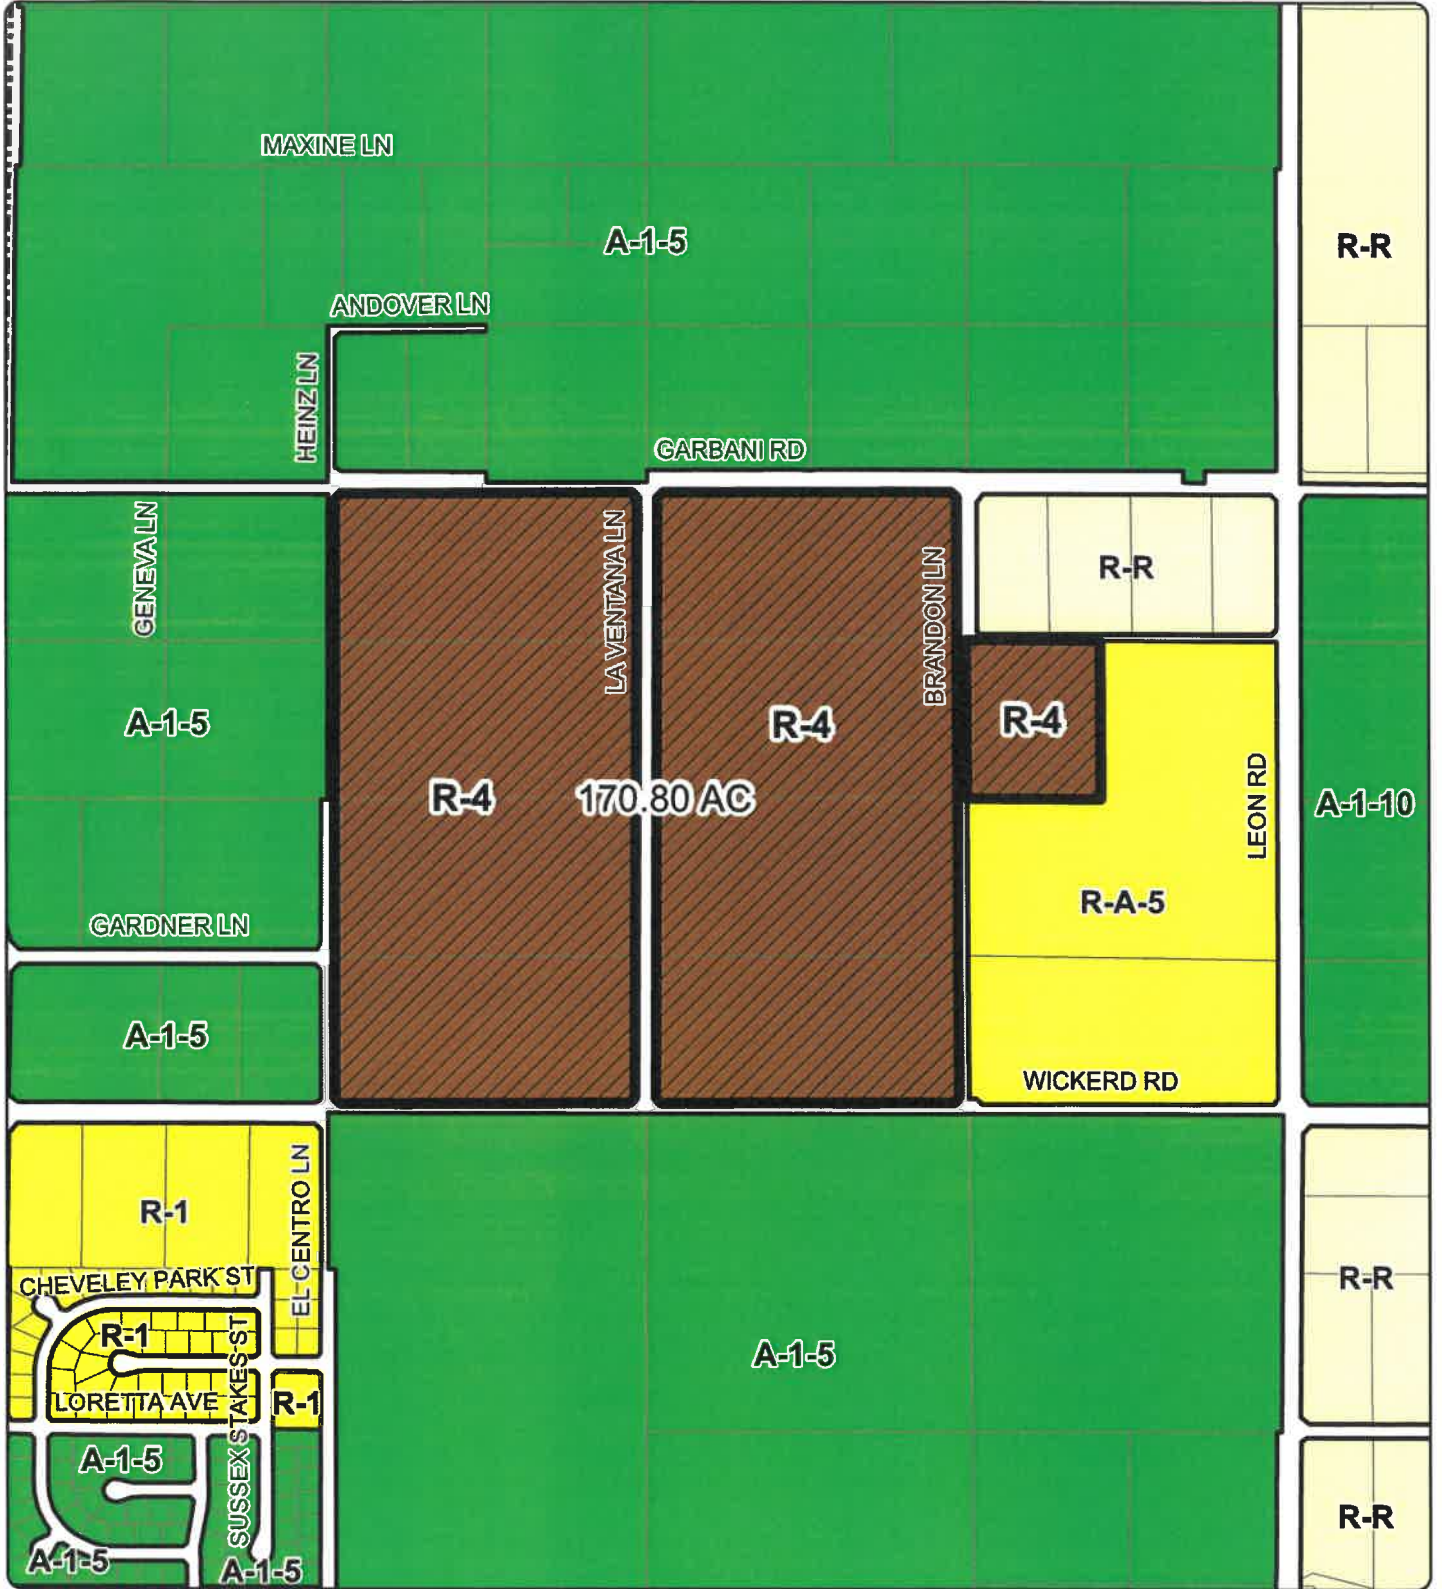 MAXINE LN
A-1-5
R-R
ANDOVER LN
HEINZ LN
GARBANI RD
GENEVA LN
LA VENTANA LN
BRANDON LN
R-R
A-1-5
R-4
R-4
R-4
170.80 AC
LEON RD
A-1-10
R-A-5
GARDNER LN
A-1-5
WICKERD RD
R-1
EL CENTRO LN
CHEVELEY PARK ST
R-R
R-1
SUSSEX STAKES ST
A-1-5
LORETTA AVE
R-1
A-1-5
R-R
A-1-5
A-1-5